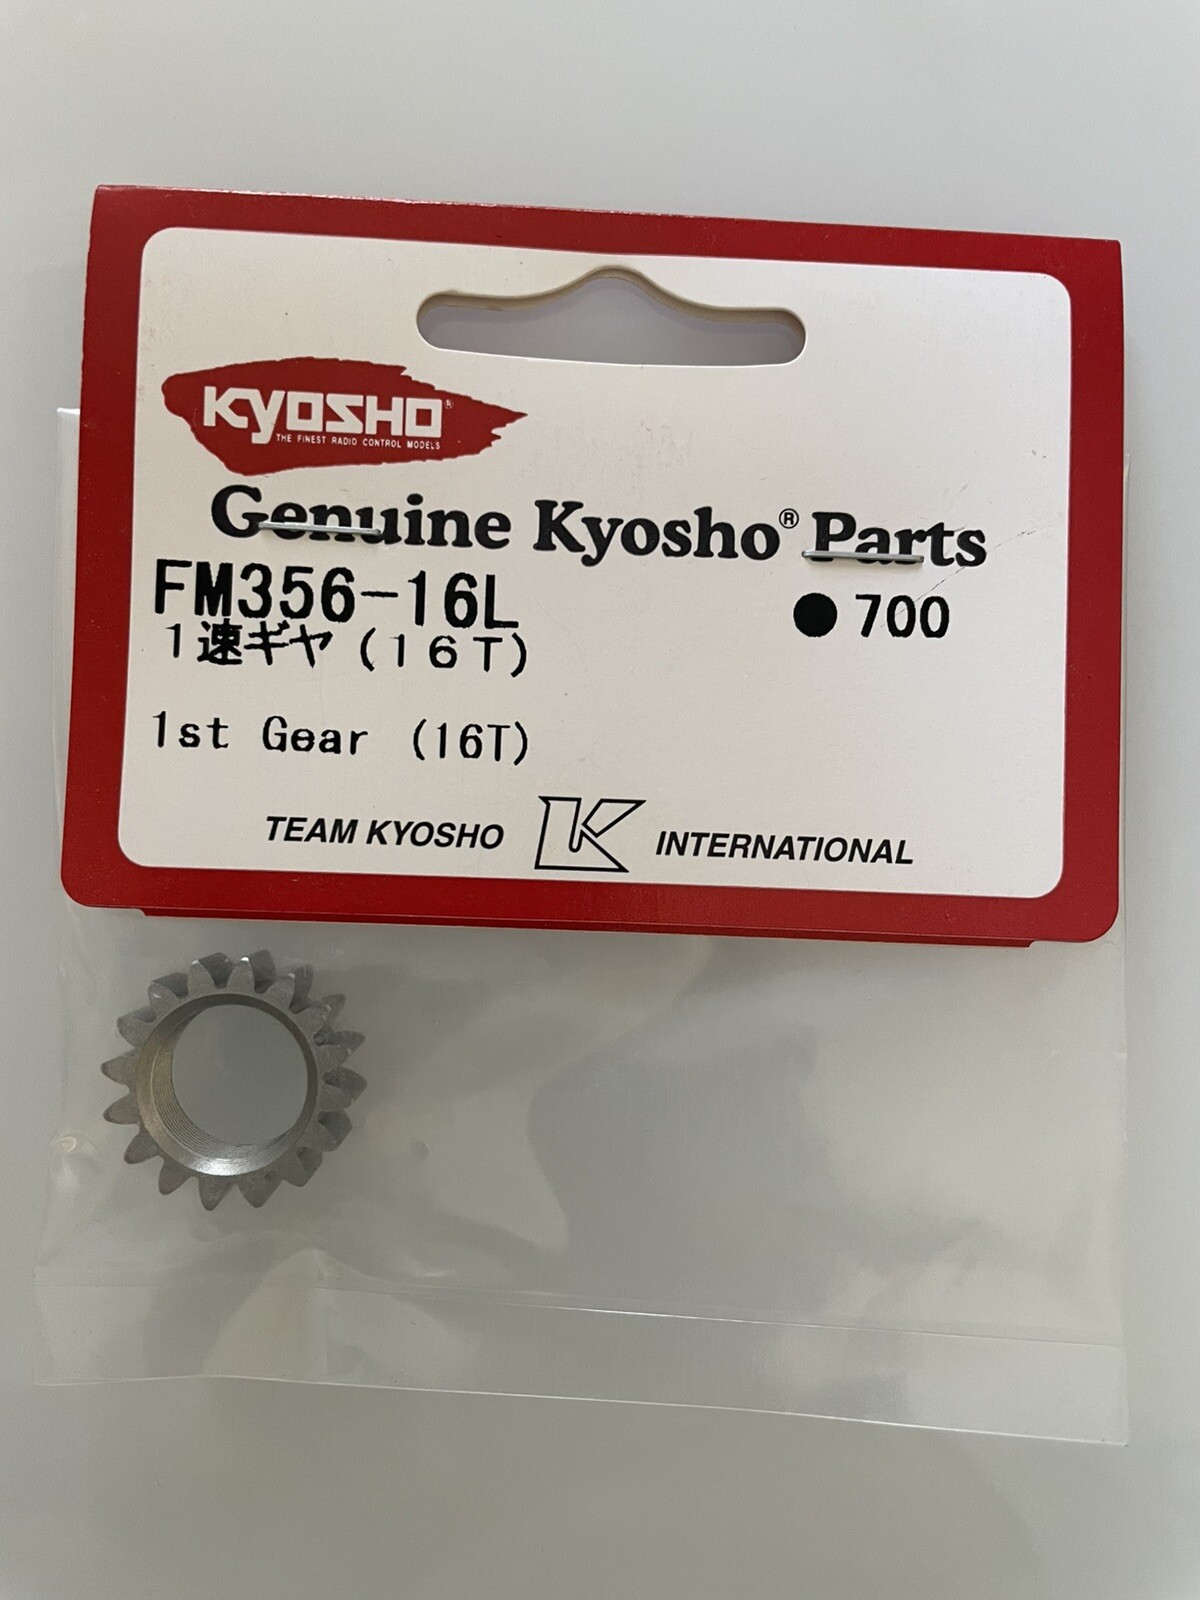 KYOSHO®
THE FINEST RADIO CONTROL MODELS
Genuine Kyosho® Parts
FM356-16L ●700
1速ギヤ(16T)
1st Gear (16T)
TEAM KYOSHO K INTERNATIONAL